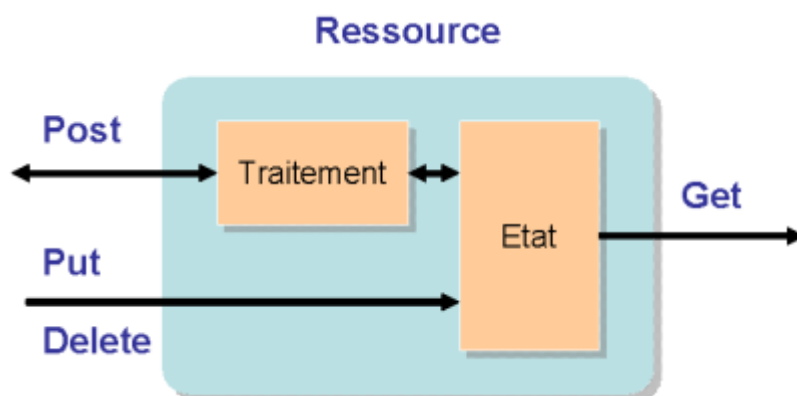 Ressource
Post
Traitement
Etat
Get
Put
Delete